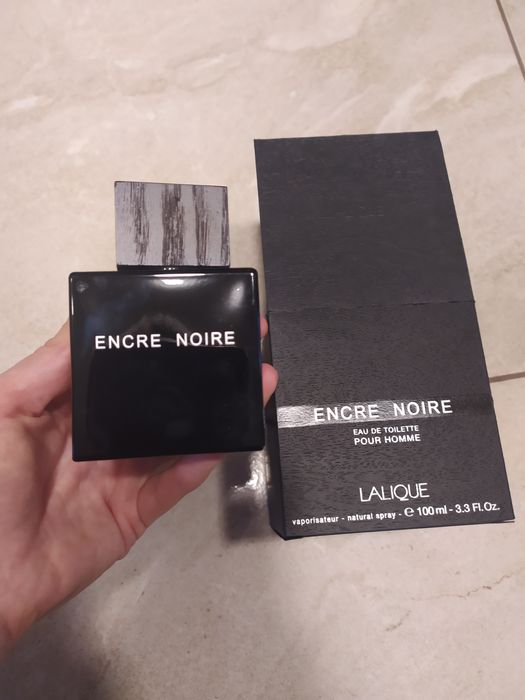 ENCRE NOIRE
ENCRE NOIRE
EAU DE TOILETTE
POUR HOMME
LALIQUE
vaporisateur - natural spray - ℮ 100 ml - 3.3 Fl.Oz.